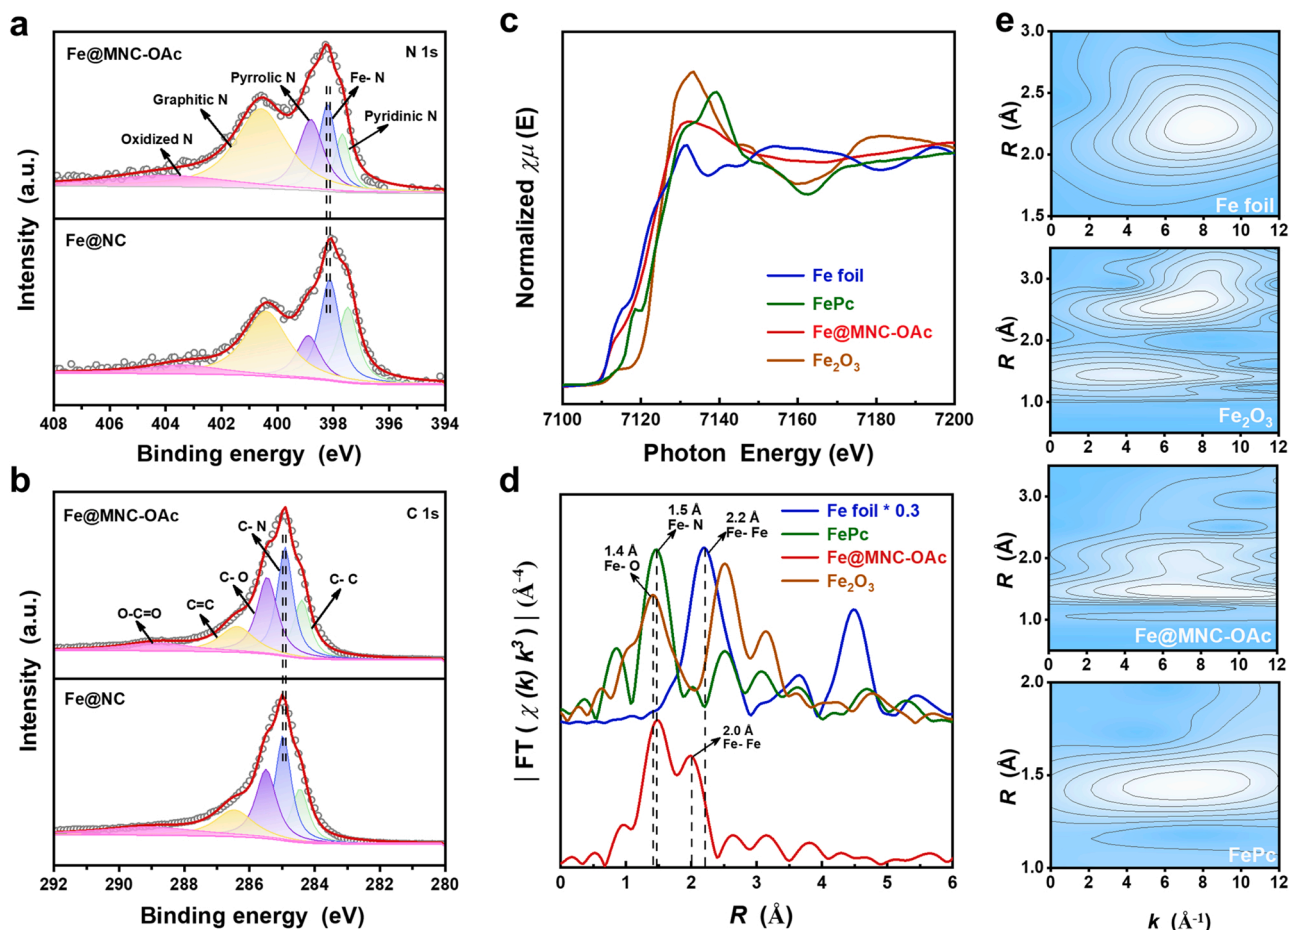 a
Fe@MNC-OAc
N 1s
Pyrrolic N
Fe- N
Graphitic N
Pyridinic N
Oxidized N
Fe@NC
Intensity (a.u.)
408 406 404 402 400 398 396 394
Binding energy (eV)
b
Fe@MNC-OAc
C 1s
C- N
C- O
C- C
C=C
O-C=O
Fe@NC
Intensity (a.u.)
292 290 288 286 284 282 280
Binding energy (eV)
c
Normalized χμ (E)
Fe foil
FePc
Fe@MNC-OAc
Fe₂O₃
7100 7120 7140 7160 7180 7200
Photon Energy (eV)
d
1.5 Å
Fe- N
2.2 Å
Fe- Fe
1.4 Å
Fe- O
Fe foil * 0.3
FePc
Fe@MNC-OAc
Fe₂O₃
2.0 Å
Fe- Fe
| FT ( χ (k) k³ ) | (Å⁻⁴)
0 1 2 3 4 5 6
R (Å)
e
3.0
2.5
2.0
1.5
R (Å)
Fe foil
0 2 4 6 8 10 12
3.0
2.0
1.0
R (Å)
Fe₂O₃
0 2 4 6 8 10 12
3.0
2.0
1.0
R (Å)
Fe@MNC-OAc
0 2 4 6 8 10 12
2.0
1.5
1.0
R (Å)
FePc
0 2 4 6 8 10 12
k (Å⁻¹)